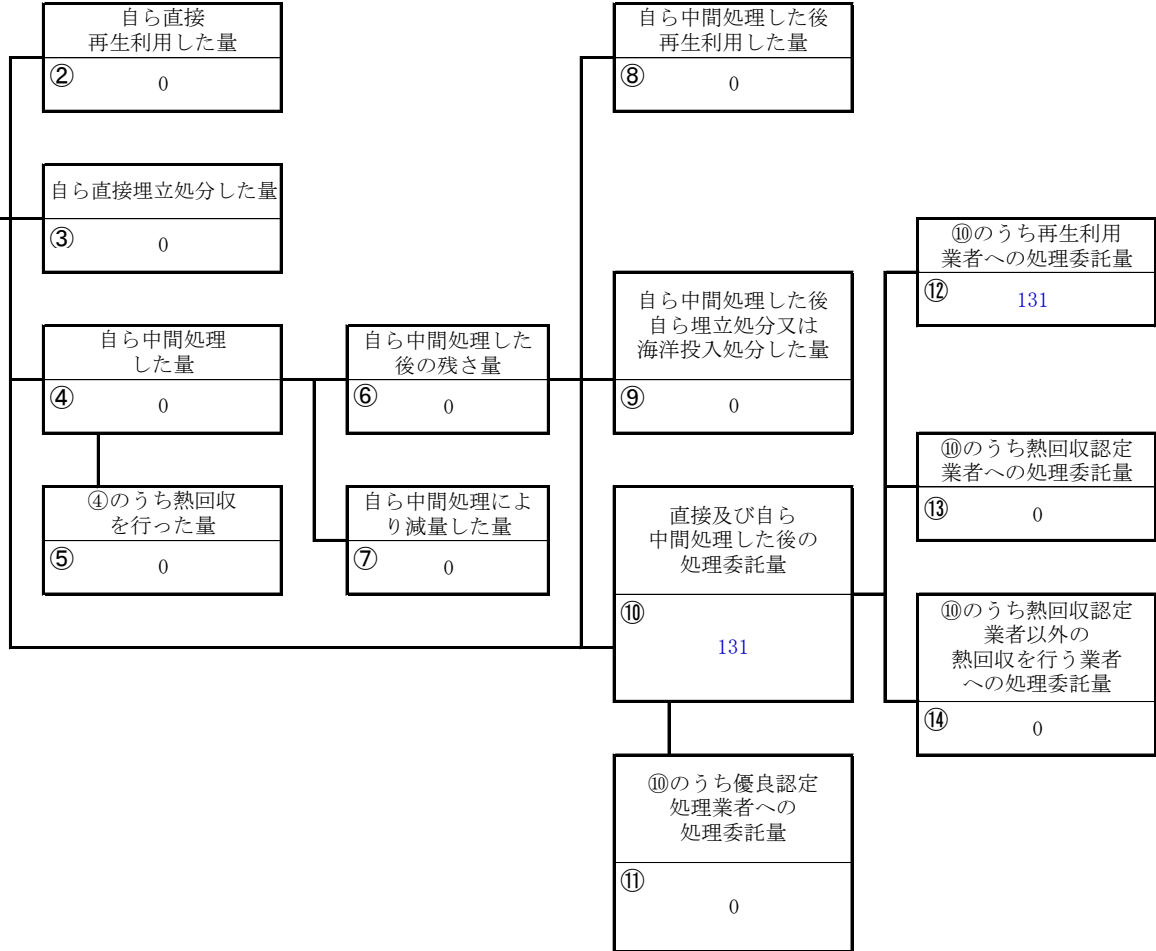 自ら直接
再生利用した量
② 0
自ら中間処理した後
再生利用した量
⑧ 0
自ら直接埋立処分した量
③ 0
⑩のうち再生利用
業者への処理委託量
⑫ 131
自ら中間処理した後
自ら埋立処分又は
海洋投入処分した量
⑨ 0
自ら中間処理
した量
④ 0
自ら中間処理した
後の残さ量
⑥ 0
⑩のうち熱回収認定
業者への処理委託量
⑬ 0
④のうち熱回収
を行った量
⑤ 0
自ら中間処理によ
り減量した量
⑦ 0
直接及び自ら
中間処理した後の
処理委託量
⑩ 131
⑩のうち熱回収認定
業者以外の
熱回収を行う業者
への処理委託量
⑭ 0
⑩のうち優良認定
処理業者への
処理委託量
⑪ 0